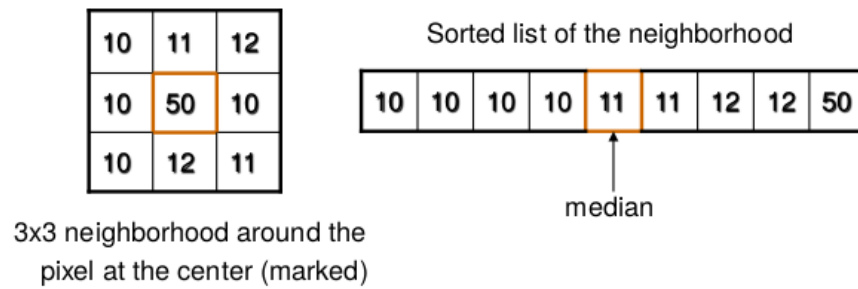 10 11 12
10 50 10
10 12 11
3x3 neighborhood around the
pixel at the center (marked)
Sorted list of the neighborhood
10 10 10 10 11 11 12 12 50
median